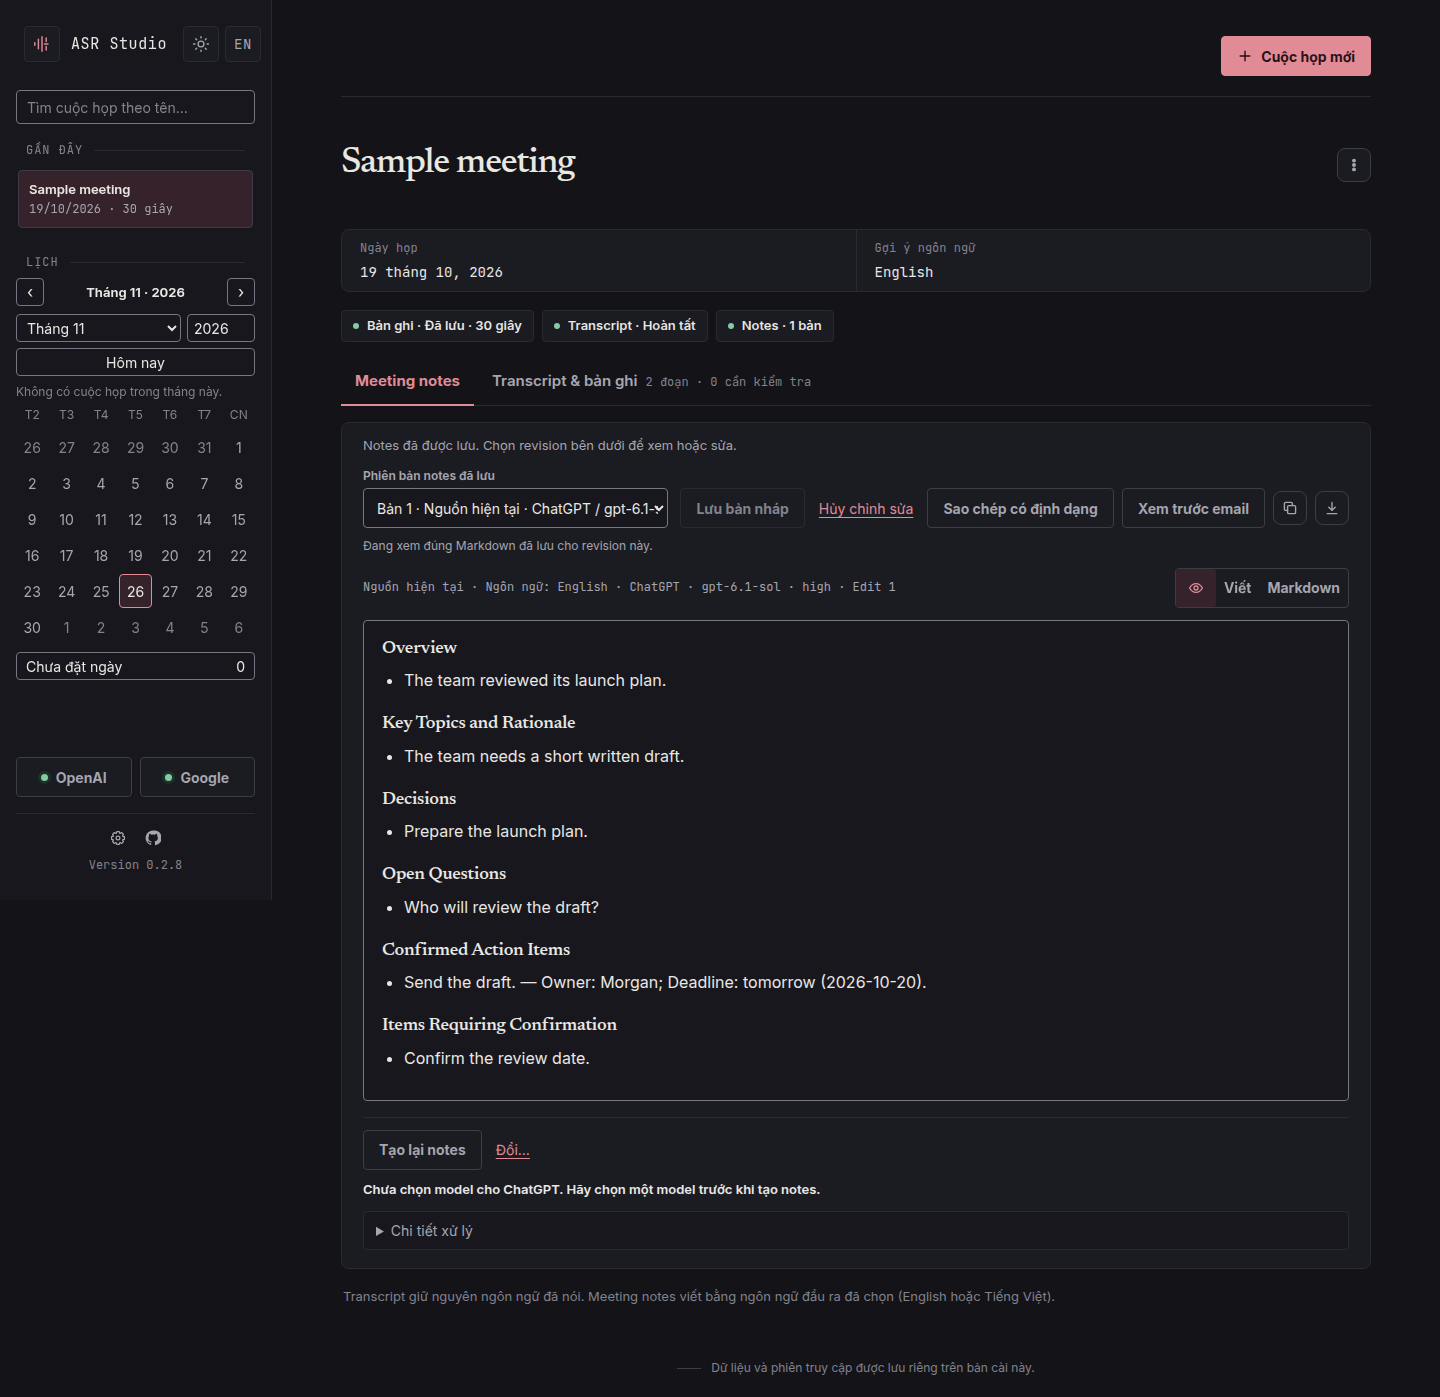 ASR Studio
EN
Tìm cuộc họp theo tên...
GẦN ĐÂY
Sample meeting
19/10/2026 · 30 giây
LỊCH
‹ Tháng 11 · 2026 ›
Tháng 11 2026
Hôm nay
Không có cuộc họp trong tháng này.
T2 T3 T4 T5 T6 T7 CN
26 27 28 29 30 31 1
2 3 4 5 6 7 8
9 10 11 12 13 14 15
16 17 18 19 20 21 22
23 24 25 26 27 28 29
30 1 2 3 4 5 6
Chưa đặt ngày 0
OpenAI Google
Version 0.2.8
+ Cuộc họp mới
Sample meeting
Ngày họp
19 tháng 10, 2026
Gợi ý ngôn ngữ
English
Bản ghi · Đã lưu · 30 giây
Transcript · Hoàn tất
Notes · 1 bản
Meeting notes
Transcript & bản ghi 2 đoạn · 0 cần kiểm tra
Notes đã được lưu. Chọn revision bên dưới để xem hoặc sửa.
Phiên bản notes đã lưu
Bản 1 · Nguồn hiện tại · ChatGPT / gpt-6.1-
Lưu bản nháp
Hủy chỉnh sửa
Sao chép có định dạng
Xem trước email
Đang xem đúng Markdown đã lưu cho revision này.
Nguồn hiện tại · Ngôn ngữ: English · ChatGPT · gpt-6.1-sol · high · Edit 1
Viết Markdown
Overview
• The team reviewed its launch plan.
Key Topics and Rationale
• The team needs a short written draft.
Decisions
• Prepare the launch plan.
Open Questions
• Who will review the draft?
Confirmed Action Items
• Send the draft. — Owner: Morgan; Deadline: tomorrow (2026-10-20).
Items Requiring Confirmation
• Confirm the review date.
Tạo lại notes
Đổi...
Chưa chọn model cho ChatGPT. Hãy chọn một model trước khi tạo notes.
▶ Chi tiết xử lý
Transcript giữ nguyên ngôn ngữ đã nói. Meeting notes viết bằng ngôn ngữ đầu ra đã chọn (English hoặc Tiếng Việt).
Dữ liệu và phiên truy cập được lưu riêng trên bản cài này.